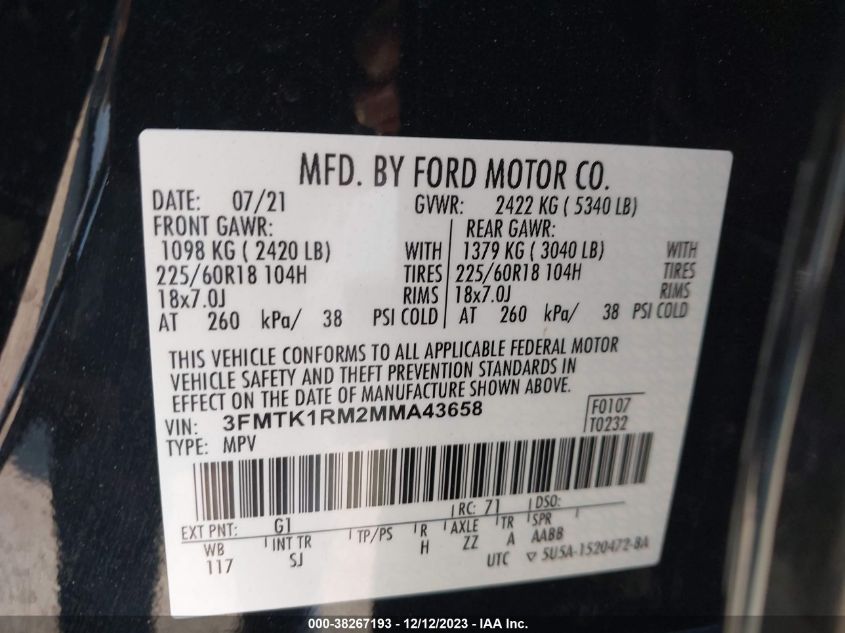 MFD. BY FORD MOTOR CO.
DATE: 07/21 GVWR: 2422 KG ( 5340 LB)
FRONT GAWR: REAR GAWR:
1098 KG ( 2420 LB) WITH 1379 KG ( 3040 LB) WITH
225/60R18 104H TIRES 225/60R18 104H TIRES
18x7.0J RIMS 18x7.0J RIMS
AT 260 kPa/ 38 PSI COLD AT 260 kPa/ 38 PSI COLD
THIS VEHICLE CONFORMS TO ALL APPLICABLE FEDERAL MOTOR
VEHICLE SAFETY AND THEFT PREVENTION STANDARDS IN
EFFECT ON THE DATE OF MANUFACTURE SHOWN ABOVE.
VIN: 3FMTK1RM2MMA43658 F0107
TYPE: MPV T0232
EXT PNT: G1 RC: 71 DSO:
WB INT TR TP/PS R AXLE TR SPR
117 SJ H ZZ A AABB
UTC ▽ 5U5A-1520472-BA
000-38267193 - 12/12/2023 - IAA Inc.